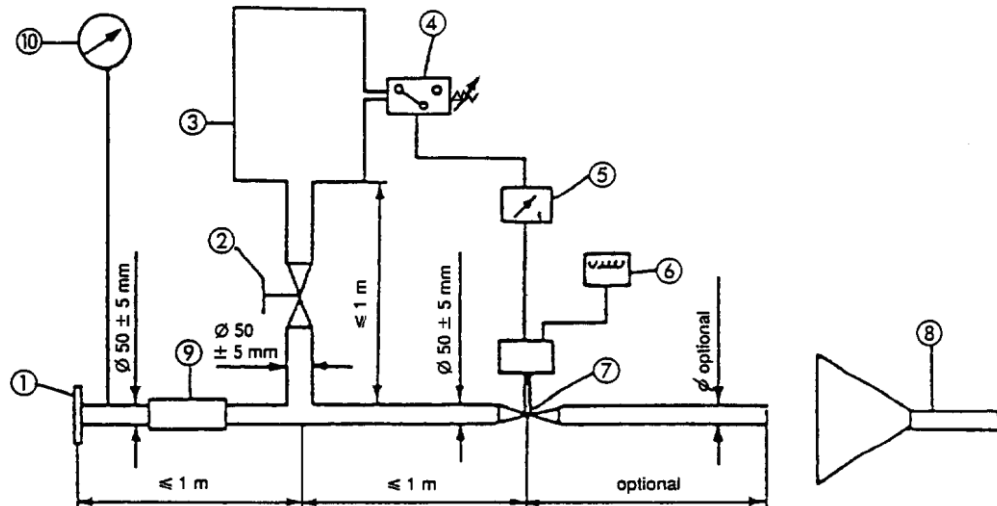 ⑩
④
③
⑤
②
⑥
⩽ 1 m
Ø 50 ± 5 mm
Ø 50
± 5 mm
Ø 50 ± 5 mm
Ø optional
①
⑨
⑦
⑧
⩽ 1 m
⩽ 1 m
optional